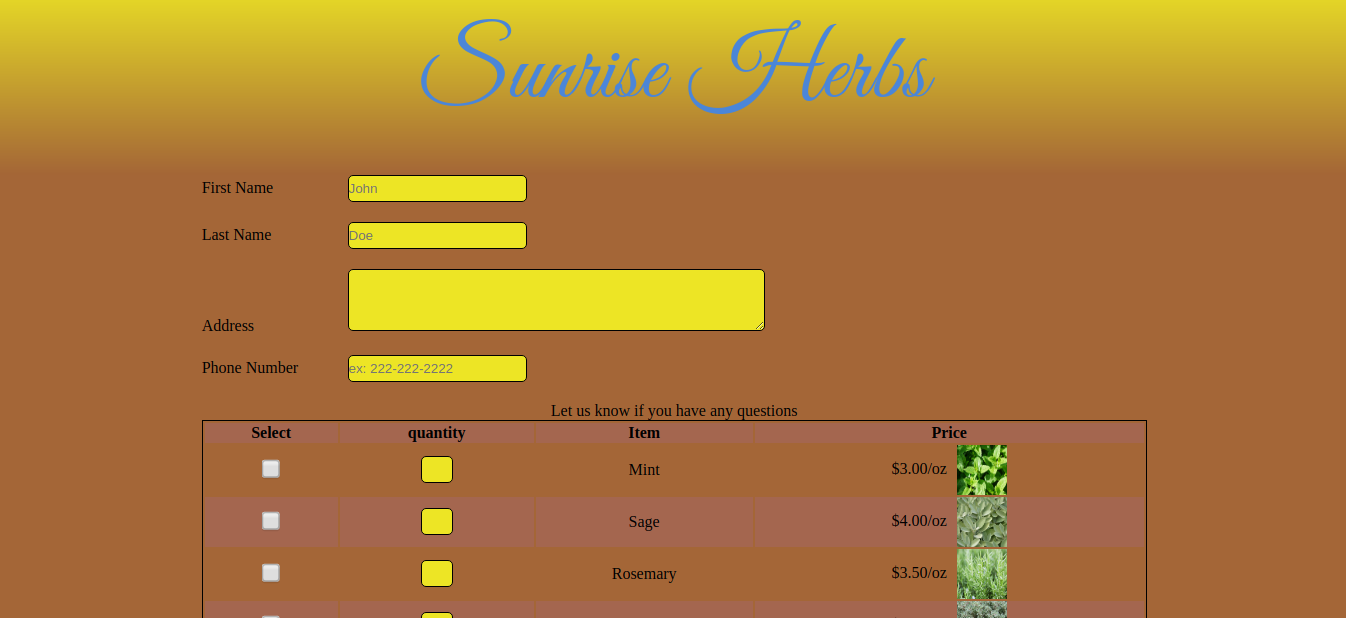 Sunrise Herbs
First Name John
Last Name Doe
Address
Phone Number ex: 222-222-2222
Let us know if you have any questions
Select quantity Item Price
Mint $3.00/oz
Sage $4.00/oz
Rosemary $3.50/oz